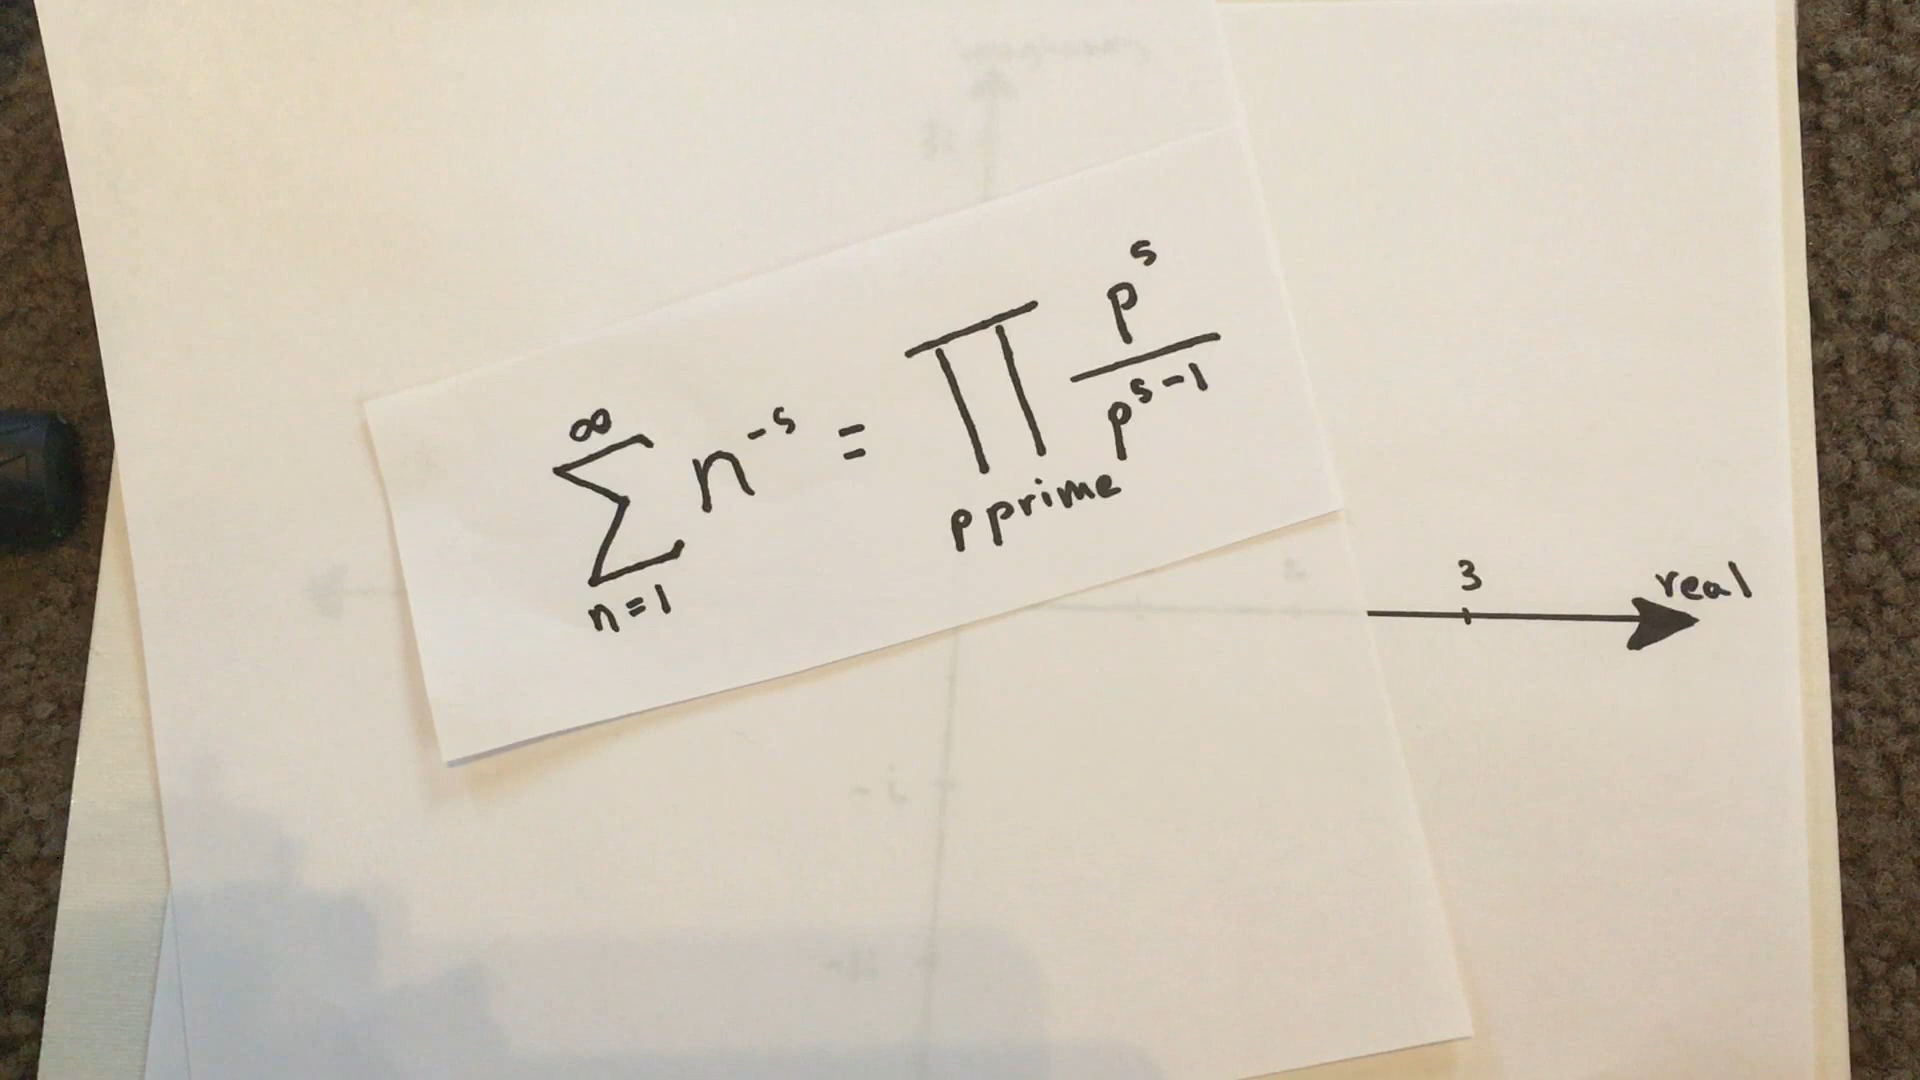 ∑_{n=1}^{∞} n^{-s} = ∏_{p prime} p^s / p^{s-1}
3
real